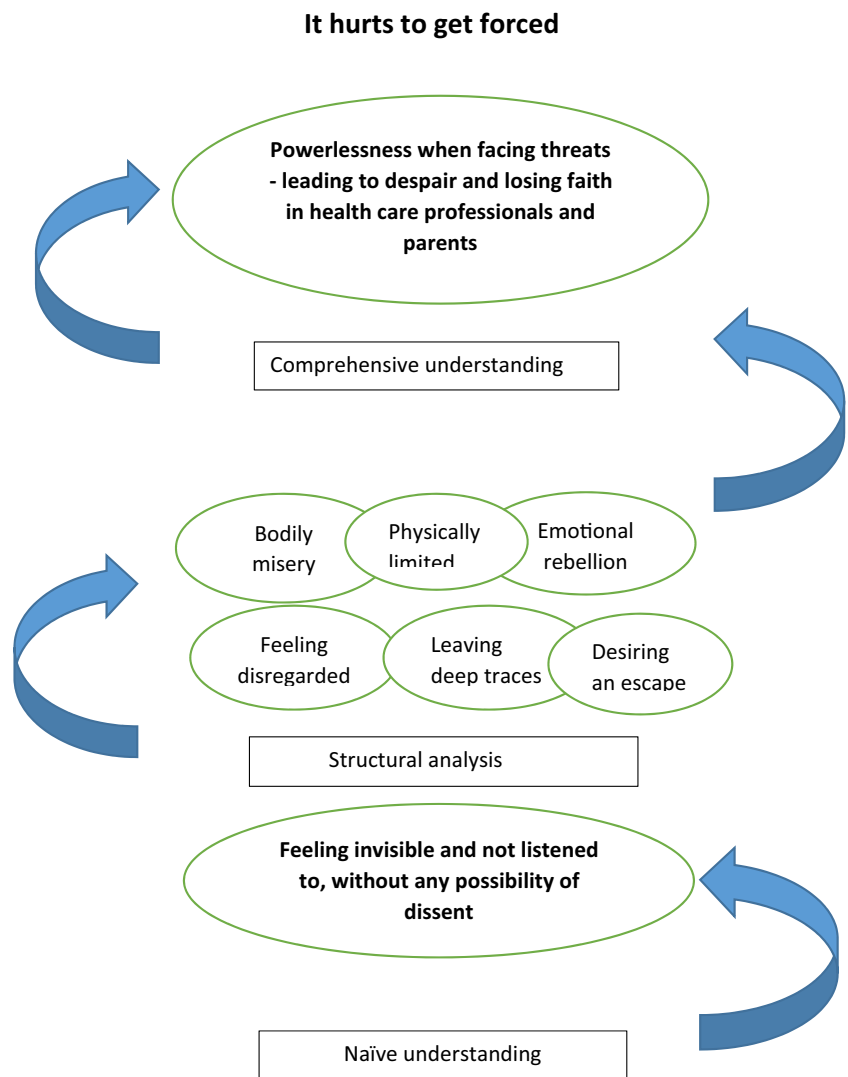 It hurts to get forced
Powerlessness when facing threats
- leading to despair and losing faith
in health care professionals and
parents
Comprehensive understanding
Bodily
misery
Physically
limited
Emotional
rebellion
Feeling
disregarded
Leaving
deep traces
Desiring
an escape
Structural analysis
Feeling invisible and not listened
to, without any possibility of
dissent
Naïve understanding